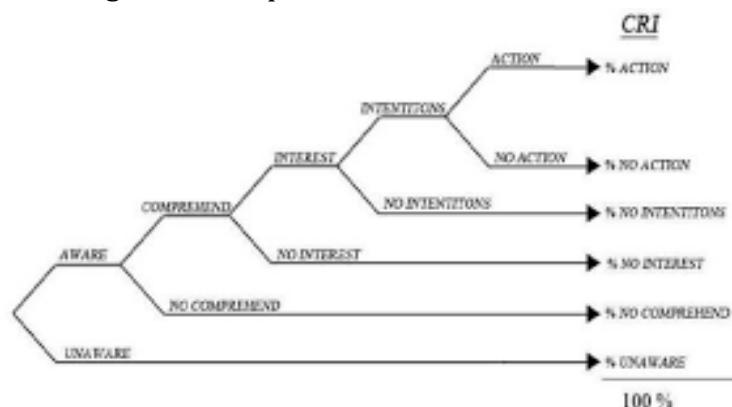 CRI
ACTION
% ACTION
INTENTITONS
INTEREST
NO ACTION
% NO ACTION
COMPREHEND
NO INTENTITONS
% NO INTENTITONS
AWARE
NO INTEREST
% NO INTEREST
NO COMPREHEND
% NO COMPREHEND
UNAWARE
% UNAWARE
100 %